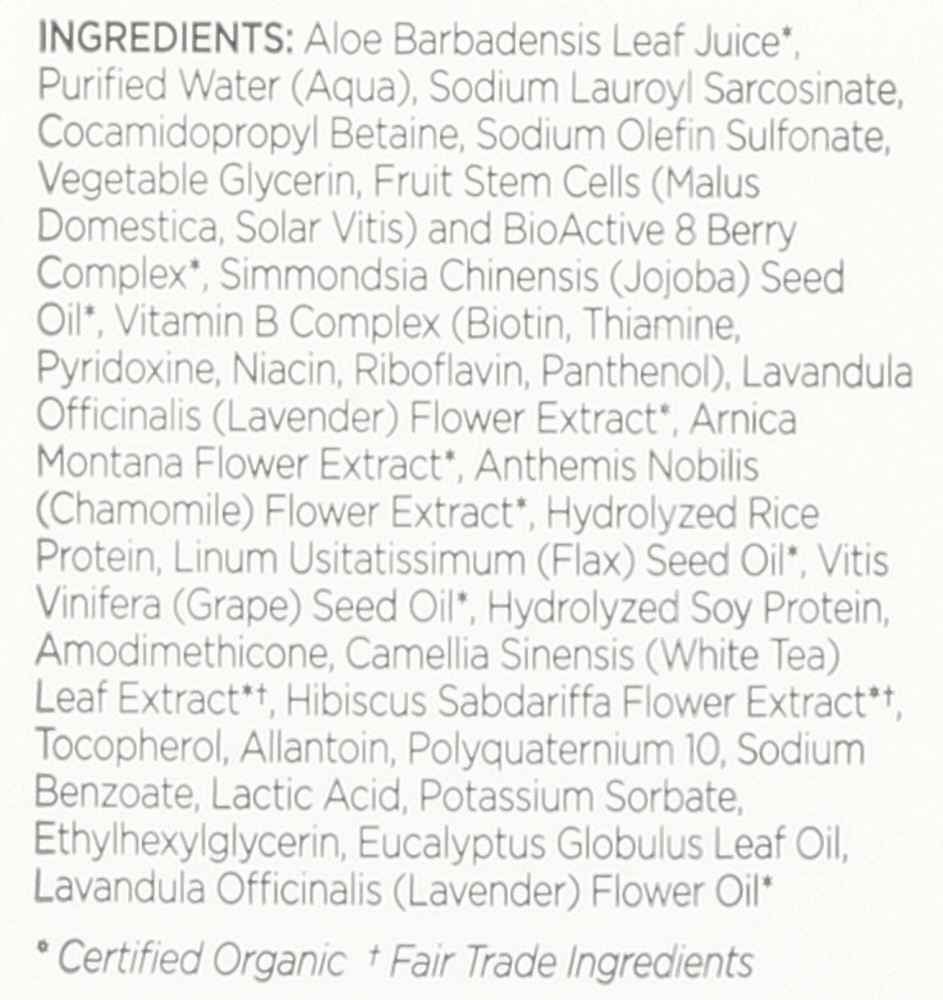 INGREDIENTS: Aloe Barbadensis Leaf Juice*,
Purified Water (Aqua), Sodium Lauroyl Sarcosinate,
Cocamidopropyl Betaine, Sodium Olefin Sulfonate,
Vegetable Glycerin, Fruit Stem Cells (Malus
Domestica, Solar Vitis) and BioActive 8 Berry
Complex*, Simmondsia Chinensis (Jojoba) Seed
Oil*, Vitamin B Complex (Biotin, Thiamine,
Pyridoxine, Niacin, Riboflavin, Panthenol), Lavandula
Officinalis (Lavender) Flower Extract*, Arnica
Montana Flower Extract*, Anthemis Nobilis
(Chamomile) Flower Extract*, Hydrolyzed Rice
Protein, Linum Usitatissimum (Flax) Seed Oil*, Vitis
Vinifera (Grape) Seed Oil*, Hydrolyzed Soy Protein,
Amodimethicone, Camellia Sinensis (White Tea)
Leaf Extract*†, Hibiscus Sabdariffa Flower Extract*†,
Tocopherol, Allantoin, Polyquaternium 10, Sodium
Benzoate, Lactic Acid, Potassium Sorbate,
Ethylhexylglycerin, Eucalyptus Globulus Leaf Oil,
Lavandula Officinalis (Lavender) Flower Oil*
* Certified Organic † Fair Trade Ingredients